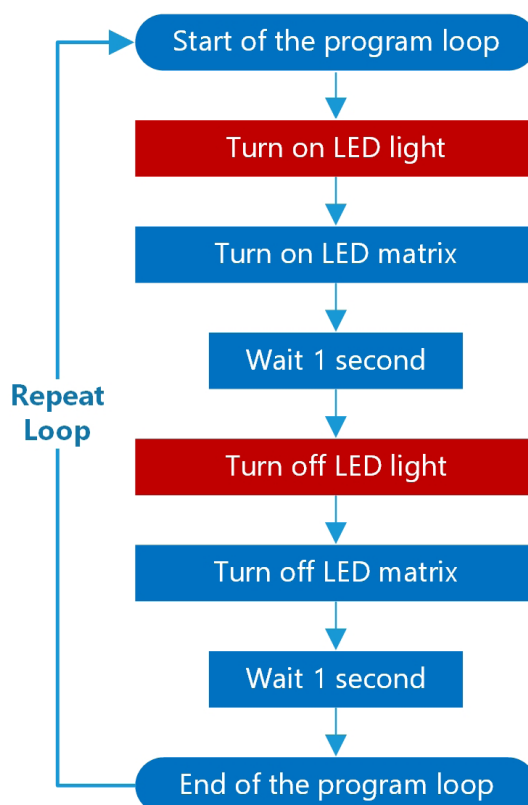 Start of the program loop
Turn on LED light
Turn on LED matrix
Wait 1 second
Repeat
Loop
Turn off LED light
Turn off LED matrix
Wait 1 second
End of the program loop